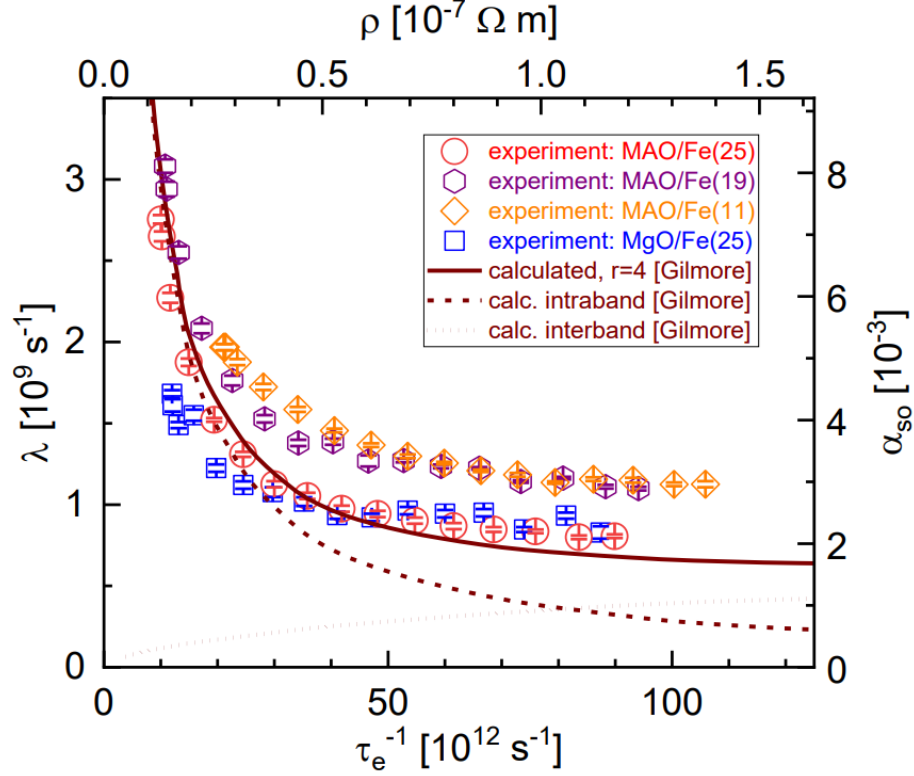 ρ [10⁻⁷ Ω m]
0.0 0.5 1.0 1.5
experiment: MAO/Fe(25)
experiment: MAO/Fe(19)
experiment: MAO/Fe(11)
experiment: MgO/Fe(25)
calculated, r=4 [Gilmore]
calc. intraband [Gilmore]
calc. interband [Gilmore]
3
2
1
0
λ [10⁹ s⁻¹]
8
6
4
2
0
α_so [10⁻³]
0 50 100
τ_e⁻¹ [10¹² s⁻¹]